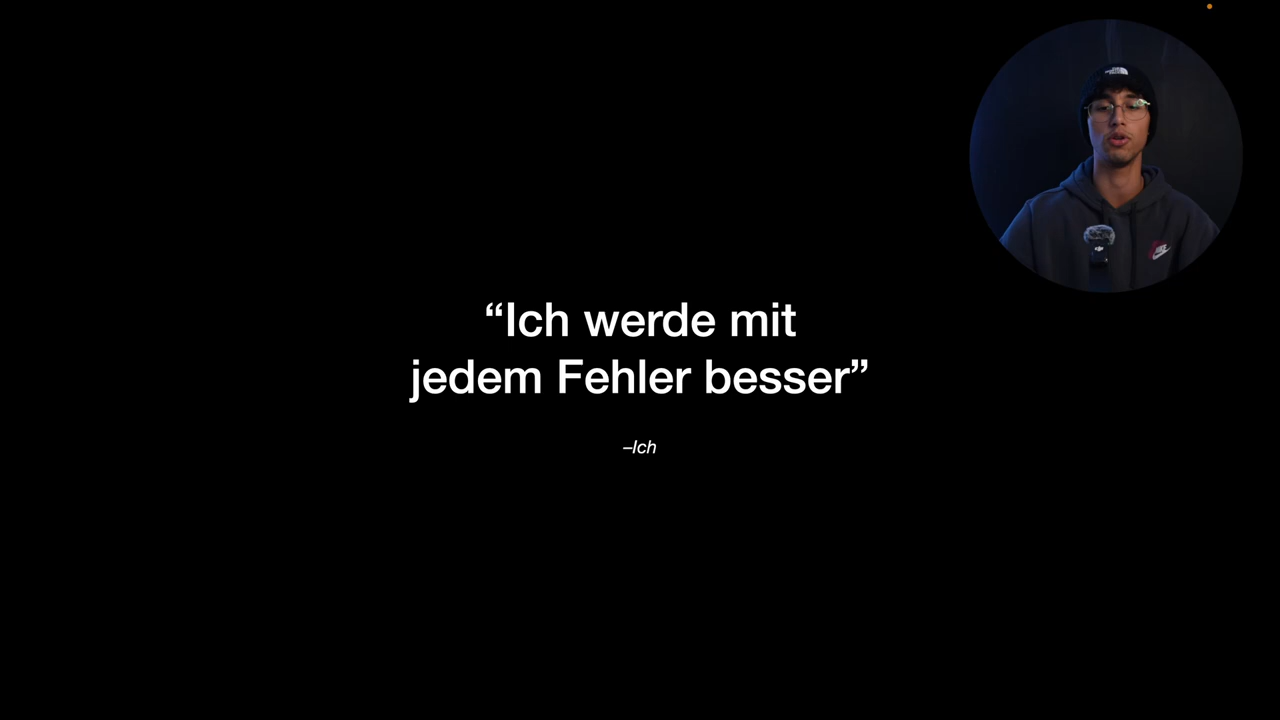 “Ich werde mit
jedem Fehler besser”
–Ich